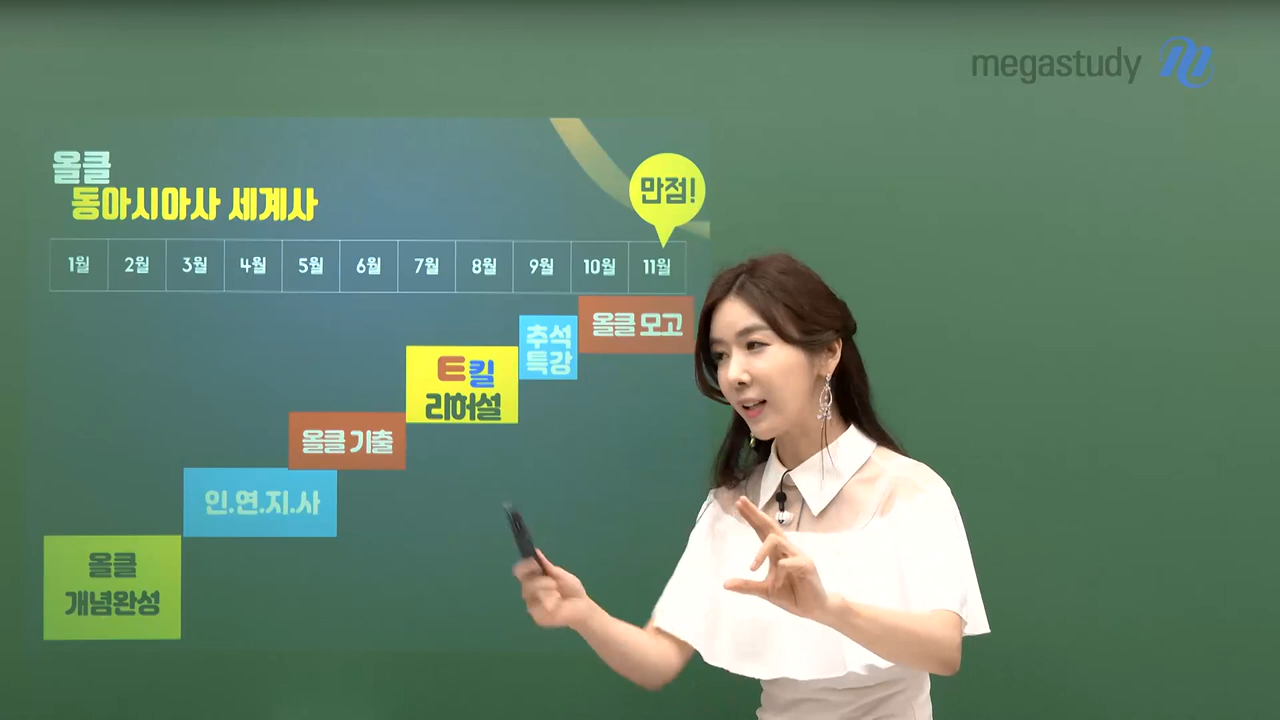 megastudy
올클
동아시아사 세계사
만점!
1월 2월 3월 4월 5월 6월 7월 8월 9월 10월 11월
올클 모고
추석
특강
E킬
리허설
올클 기출
인.연.지.사
올클
개념완성